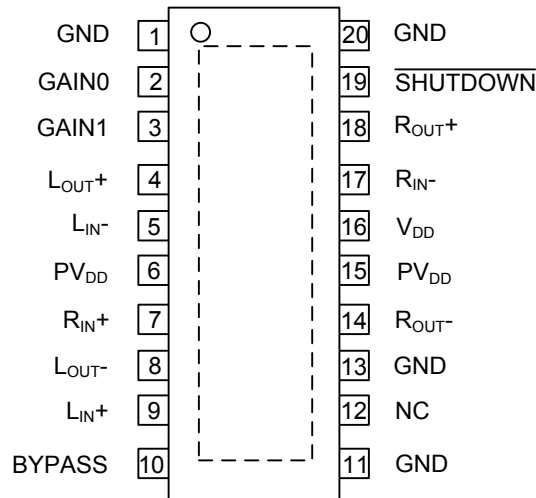 GND 1 20 GND
GAIN0 2 19 SHUTDOWN
GAIN1 3 18 ROUT+
LOUT+ 4 17 RIN-
LIN- 5 16 VDD
PVDD 6 15 PVDD
RIN+ 7 14 ROUT-
LOUT- 8 13 GND
LIN+ 9 12 NC
BYPASS 10 11 GND